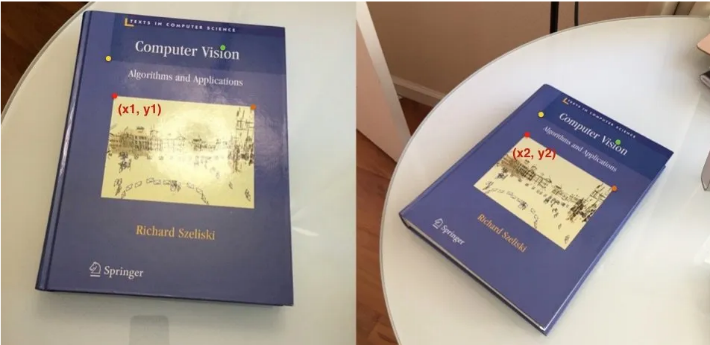 TEXTS IN COMPUTER SCIENCE
Computer Vision
Algorithms and Applications
(x1, y1)
Richard Szeliski
Springer
TEXTS IN COMPUTER SCIENCE
Computer Vision
Algorithms and Applications
(x2, y2)
Richard Szeliski
Springer